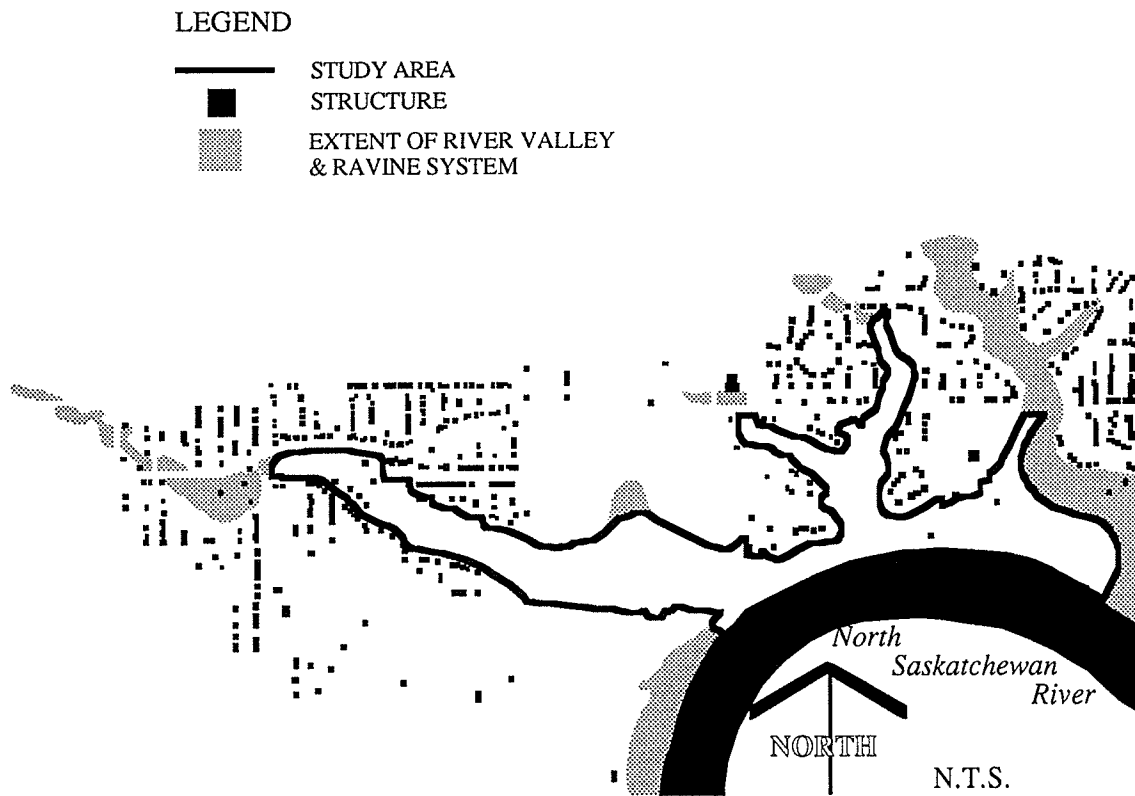 LEGEND
STUDY AREA
STRUCTURE
EXTENT OF RIVER VALLEY
& RAVINE SYSTEM
North
Saskatchewan
River
NORTH
N.T.S.